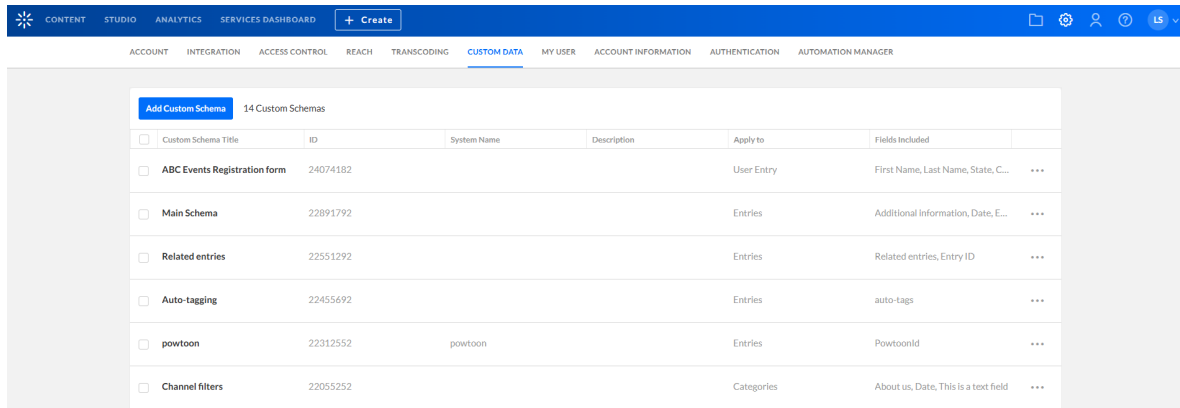 CONTENT STUDIO ANALYTICS SERVICES DASHBOARD + Create LS
ACCOUNT INTEGRATION ACCESS CONTROL REACH TRANSCODING CUSTOM DATA MY USER ACCOUNT INFORMATION AUTHENTICATION AUTOMATION MANAGER
Add Custom Schema 14 Custom Schemas
Custom Schema Title ID System Name Description Apply to Fields Included
ABC Events Registration form 24074182 User Entry First Name, Last Name, State, C...
Main Schema 22891792 Entries Additional information, Date, E...
Related entries 22551292 Entries Related entries, Entry ID
Auto-tagging 22455692 Entries auto-tags
powtoon 22312552 powtoon Entries PowtoonId
Channel filters 22055252 Categories About us, Date, This is a text field